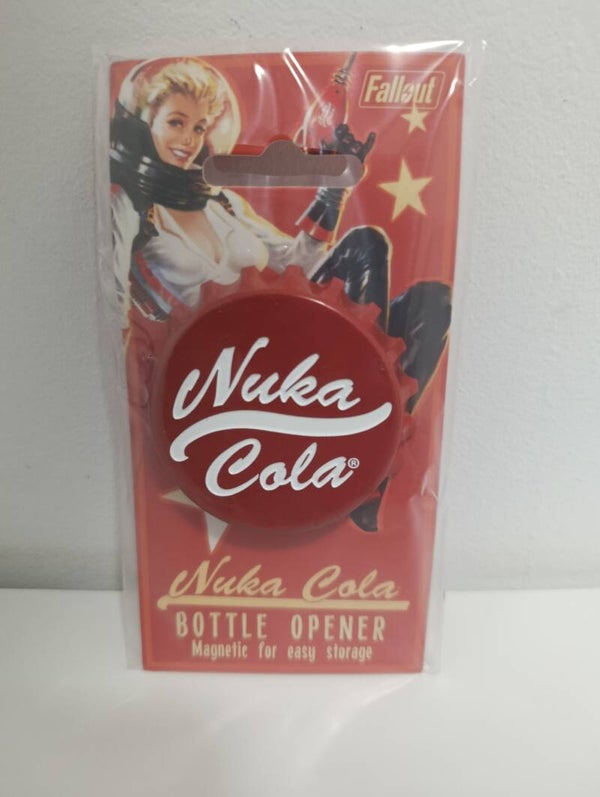 Fallout
Nuka
Cola®
Nuka Cola
BOTTLE OPENER
Magnetic for easy storage